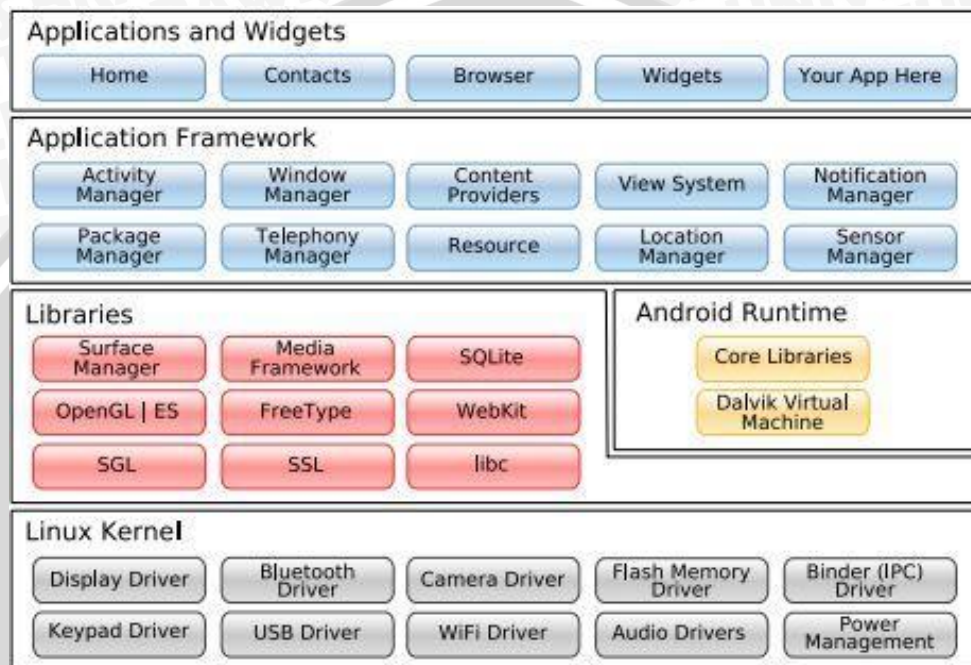 Applications and Widgets
Home
Contacts
Browser
Widgets
Your App Here
Application Framework
Activity
Manager
Window
Manager
Content
Providers
View System
Notification
Manager
Package
Manager
Telephony
Manager
Resource
Location
Manager
Sensor
Manager
Libraries
Surface
Manager
Media
Framework
SQLite
OpenGL | ES
FreeType
WebKit
SGL
SSL
libc
Android Runtime
Core Libraries
Dalvik Virtual
Machine
Linux Kernel
Display Driver
Bluetooth
Driver
Camera Driver
Flash Memory
Driver
Binder (IPC)
Driver
Keypad Driver
USB Driver
WiFi Driver
Audio Drivers
Power
Management